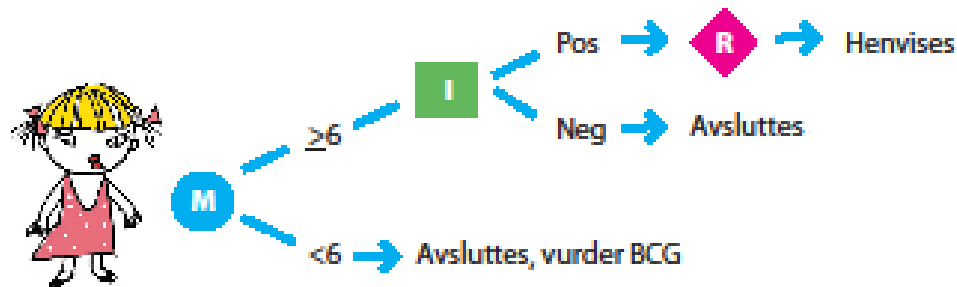 Pos R Henvises
I
Neg Avsluttes
≥6
M
<6 Avsluttes, vurder BCG